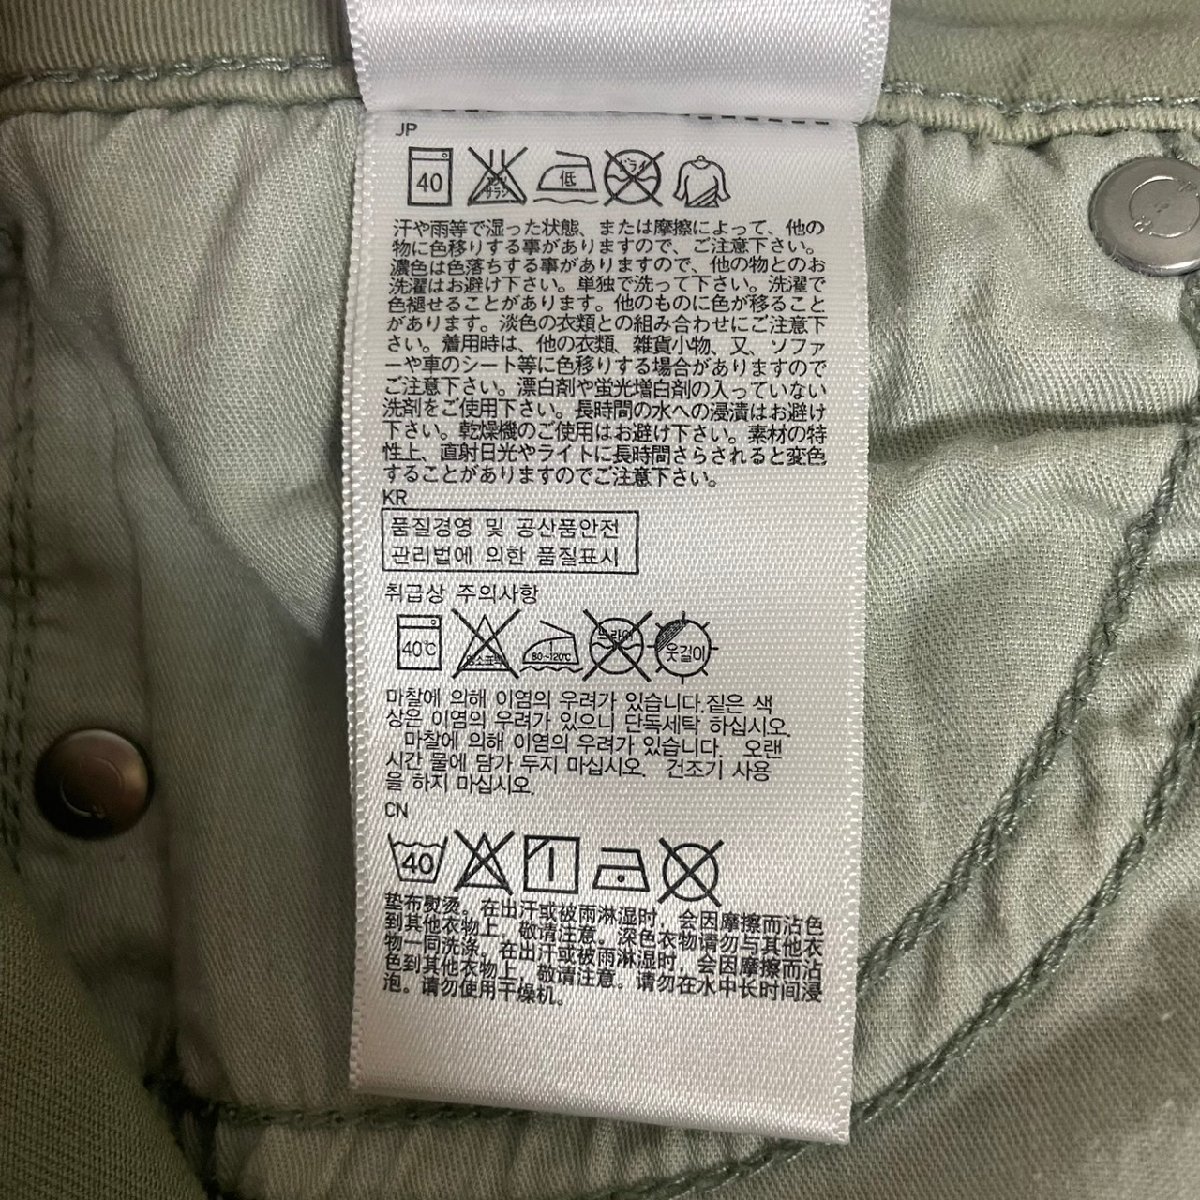 JP
40 エンソサラシ 低 ドライ
汗や雨等で湿った状態、または摩擦によって、他の
物に色移りする事がありますので、ご注意下さい。
濃色は色落ちする事がありますので、他の物とのお
洗濯はお避け下さい。単独で洗って下さい。洗濯で
色褪せることがあります。他のものに色が移ること
があります。淡色の衣類との組み合わせにご注意下
さい。着用時は、他の衣類、雑貨小物、又、ソファ
ーや車のシート等に色移りする場合がありますので
ご注意下さい。漂白剤や蛍光増白剤の入っていない
洗剤をご使用下さい。長時間の水への浸漬はお避け
下さい。乾燥機のご使用はお避け下さい。素材の特
性上、直射日光やライトに長時間さらされると変色
することがありますのでご注意下さい。
KR
품질경영 및 공산품안전
관리법에 의한 품질표시
취급상 주의사항
40℃ 염소표백 80~120℃ 드라이 옷걸이
마찰에 의해 이염의 우려가 있습니다.짙은 색
상은 이염의 우려가 있으니 단독세탁 하십시오.
마찰에 의해 이염의 우려가 있습니다. 오랜
시간 물에 담가 두지 마십시오. 건조기 사용
을 하지 마십시오.
CN
40
垫布熨烫。在出汗或被雨淋湿时，会因摩擦而沾色
到其他衣物上，敬请注意。深色衣物请勿与其他衣
物一同洗涤。在出汗或被雨淋湿时，会因摩擦而沾
色到其他衣物上，敬请注意。请勿在水中长时间浸
泡。请勿使用干燥机。